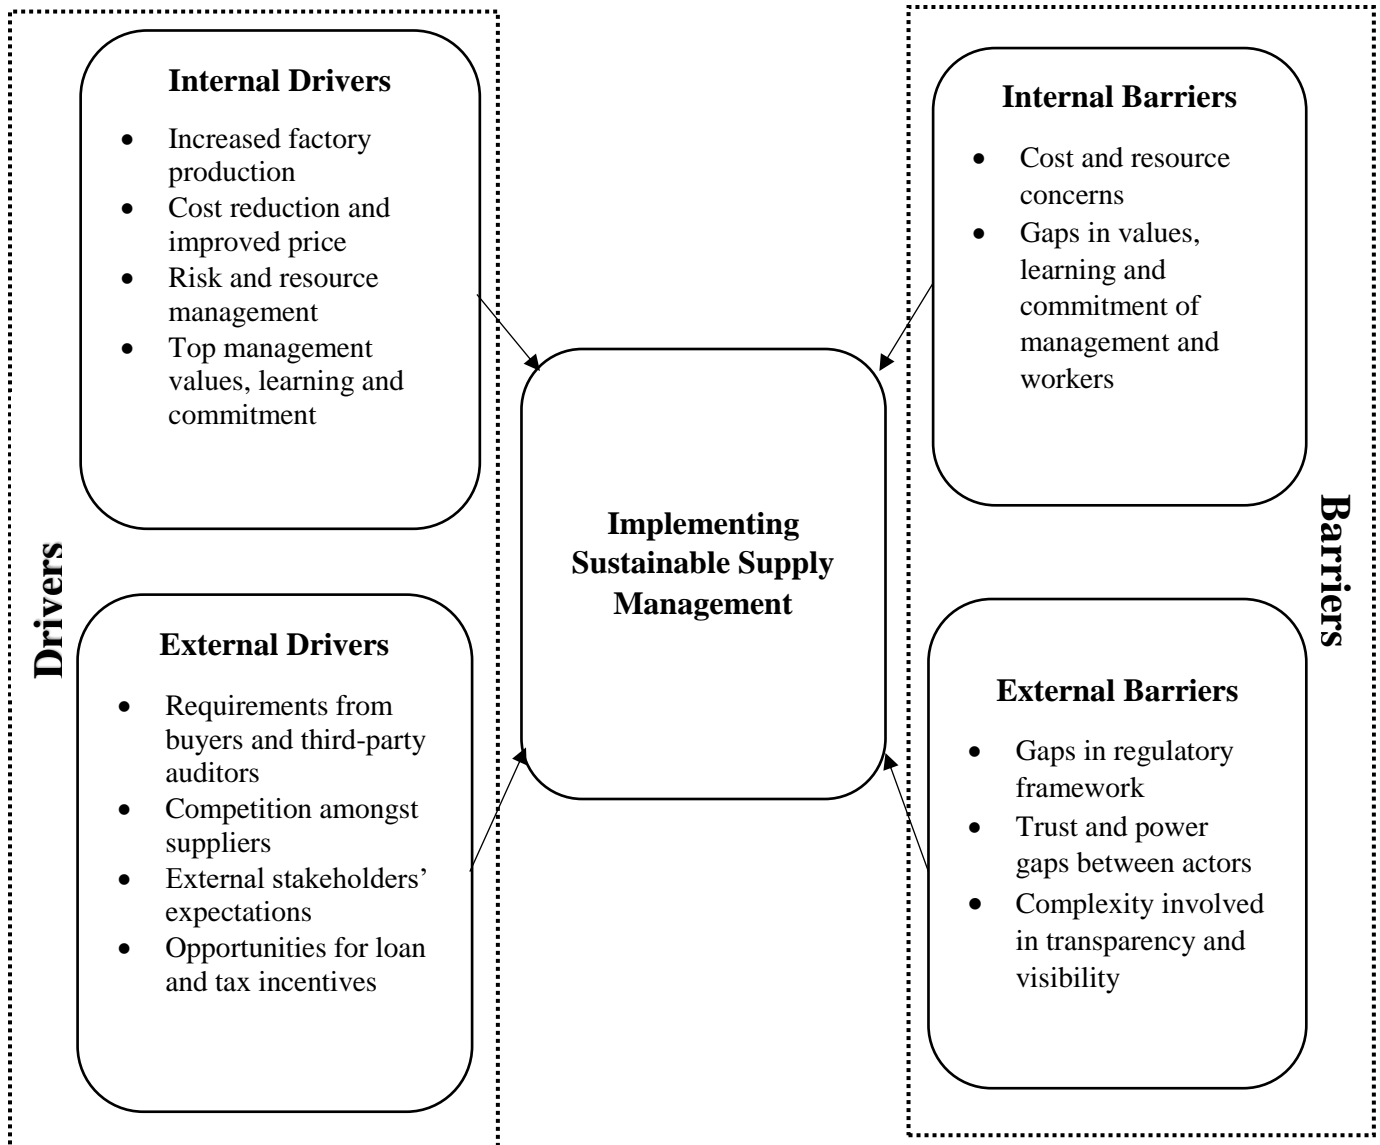 Drivers
Internal Drivers
• Increased factory
production
• Cost reduction and
improved price
• Risk and resource
management
• Top management
values, learning and
commitment
External Drivers
• Requirements from
buyers and third-party
auditors
• Competition amongst
suppliers
• External stakeholders’
expectations
• Opportunities for loan
and tax incentives
Implementing
Sustainable Supply
Management
Barriers
Internal Barriers
• Cost and resource
concerns
• Gaps in values,
learning and
commitment of
management and
workers
External Barriers
• Gaps in regulatory
framework
• Trust and power
gaps between actors
• Complexity involved
in transparency and
visibility